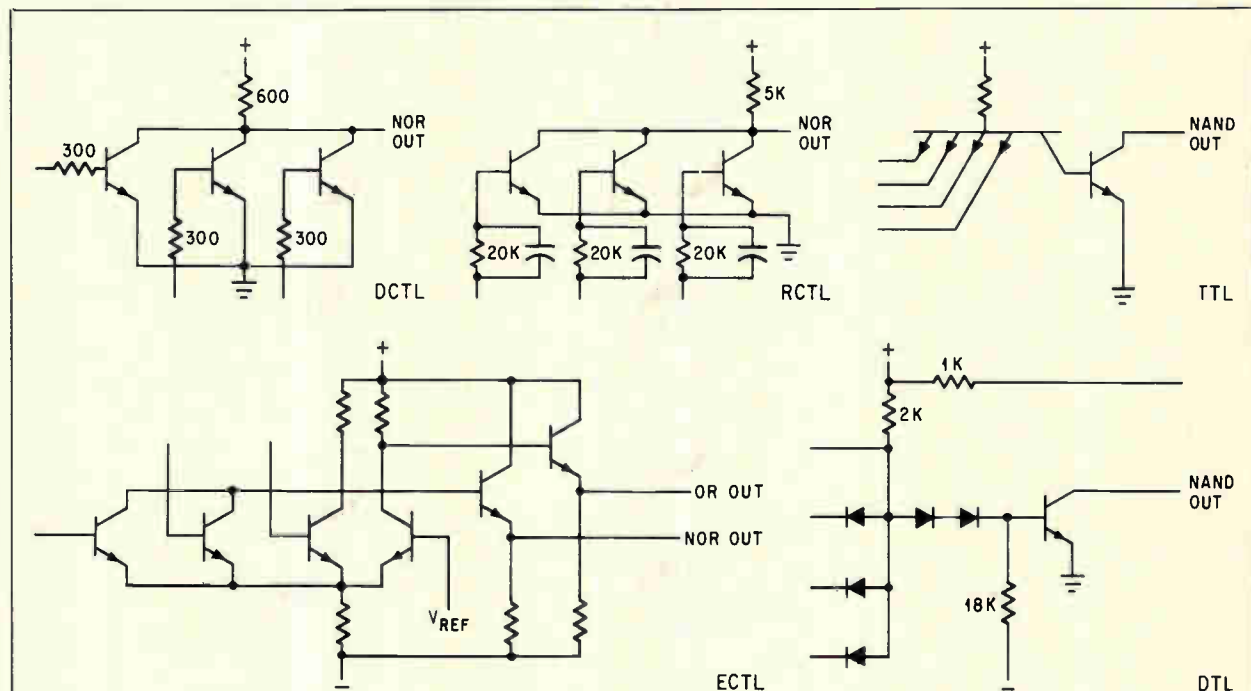 +
600
300
300
300
NOR
OUT
DCTL
+
5K
NOR
OUT
20K
20K
20K
RCTL
+
NAND
OUT
TTL
+
OR OUT
NOR OUT
VREF
−
ECTL
+
1K
2K
NAND
OUT
18K
−
DTL